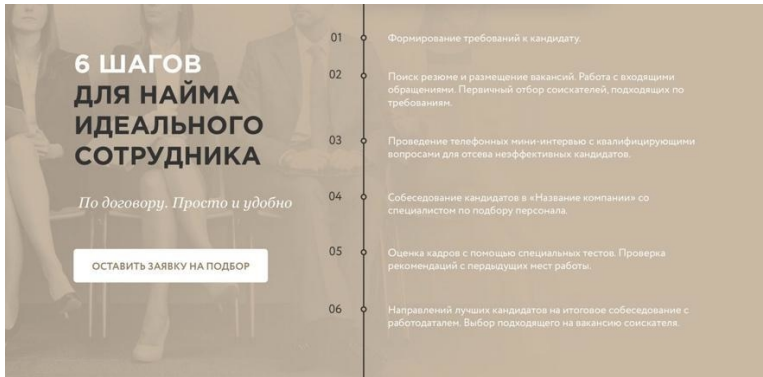 6 ШАГОВ
ДЛЯ НАЙМА
ИДЕАЛЬНОГО
СОТРУДНИКА
По договору. Просто и удобно
ОСТАВИТЬ ЗАЯВКУ НА ПОДБОР
01
Формирование требований к кандидату.
02
Поиск резюме и размещение вакансий. Работа с входящими
обращениями. Первичный отбор соискателей, подходящих по
требованиям.
03
Проведение телефонных мини-интервью с квалифицирующими
вопросами для отсева неэффективных кандидатов.
04
Собеседование кандидатов в «Название компании» со
специалистом по подбору персонала.
05
Оценка кадров с помощью специальных тестов. Проверка
рекомендаций с пердыдущих мест работы.
06
Направлений лучших кандидатов на итоговое собеседование с
работодаталем. Выбор подходящего на вакансию соискателя.